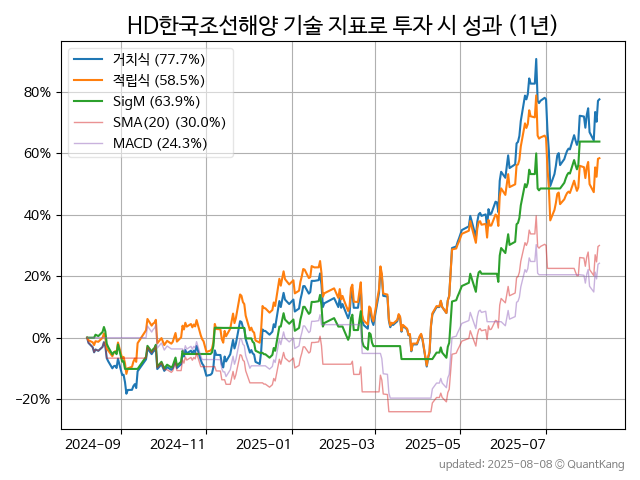 HD한국조선해양 기술 지표로 투자 시 성과 (1년)
거치식 (77.7%)
적립식 (58.5%)
SigM (63.9%)
SMA(20) (30.0%)
MACD (24.3%)
80%
60%
40%
20%
0%
−20%
2024-09
2024-11
2025-01
2025-03
2025-05
2025-07
updated: 2025-08-08 © QuantKang